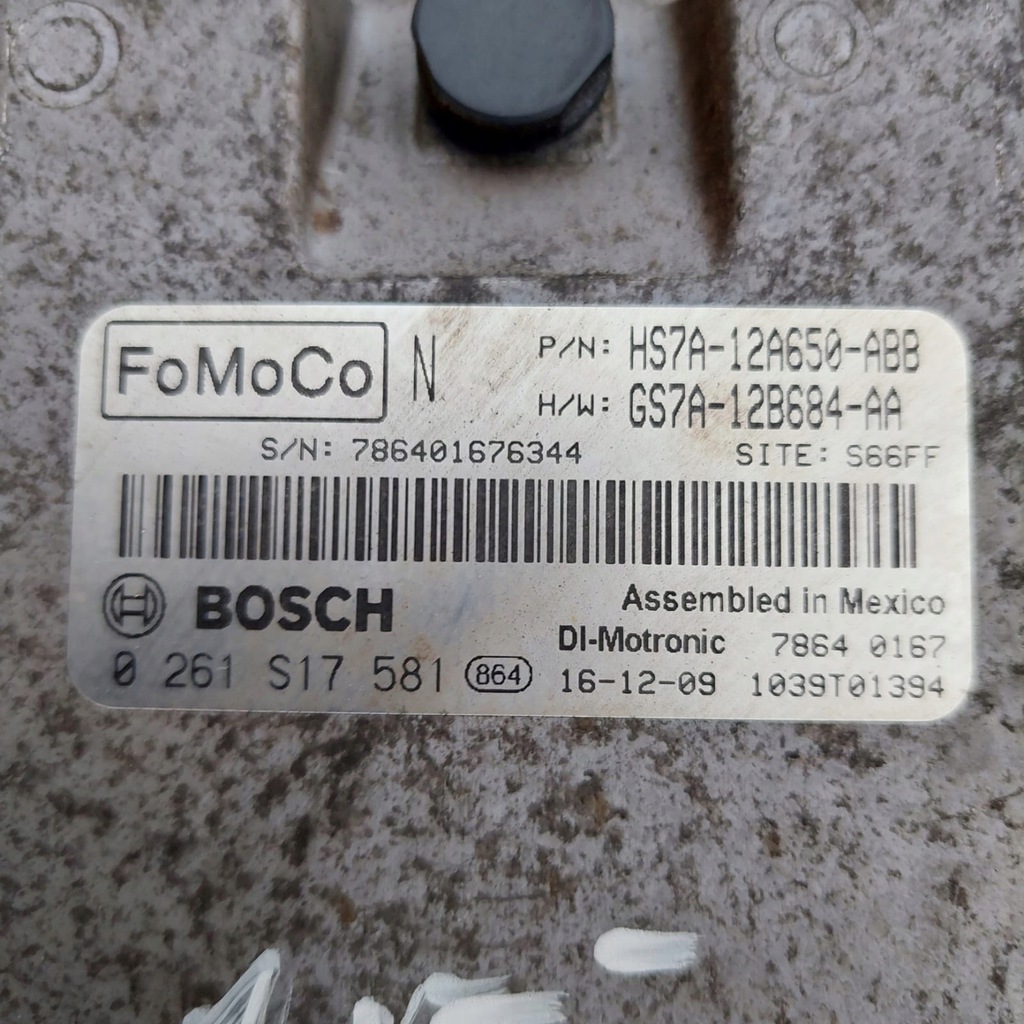 FoMoCo N P/N: HS7A-12A650-ABB
H/W: GS7A-12B684-AA
S/N: 786401676344 SITE: S66FF
BOSCH Assembled in Mexico
DI-Motronic 7864 0167
0 261 S17 581 864 16-12-09 1039T01394